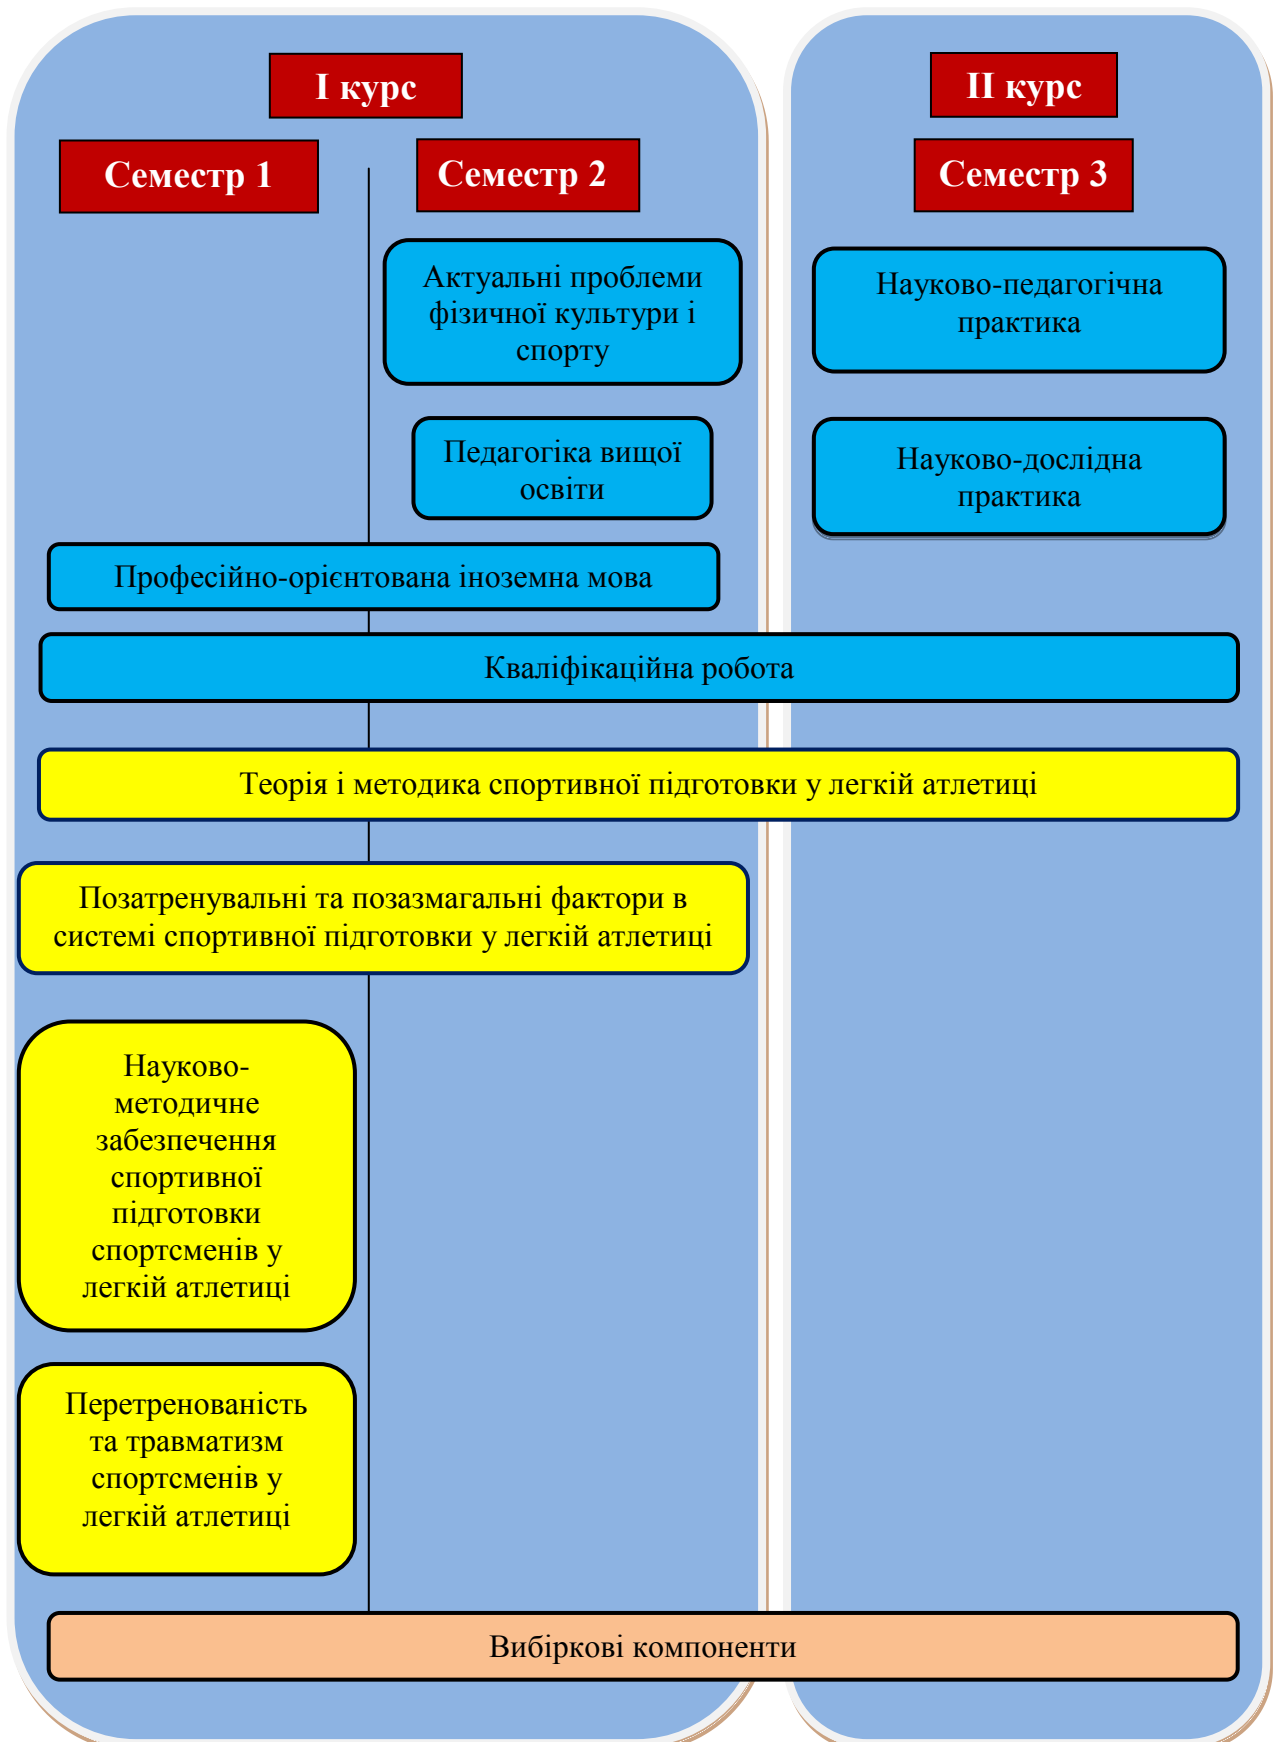 І курс
ІІ курс
Семестр 1
Семестр 2
Семестр 3
Актуальні проблеми
фізичної культури і
спорту
Науково-педагогічна
практика
Педагогіка вищої
освіти
Науково-дослідна
практика
Професійно-орієнтована іноземна мова
Кваліфікаційна робота
Теорія і методика спортивної підготовки у легкій атлетиці
Позатренувальні та позазмагальні фактори в
системі спортивної підготовки у легкій атлетиці
Науково-
методичне
забезпечення
спортивної
підготовки
спортсменів у
легкій атлетиці
Перетренованість
та травматизм
спортсменів у
легкій атлетиці
Вибіркові компоненти